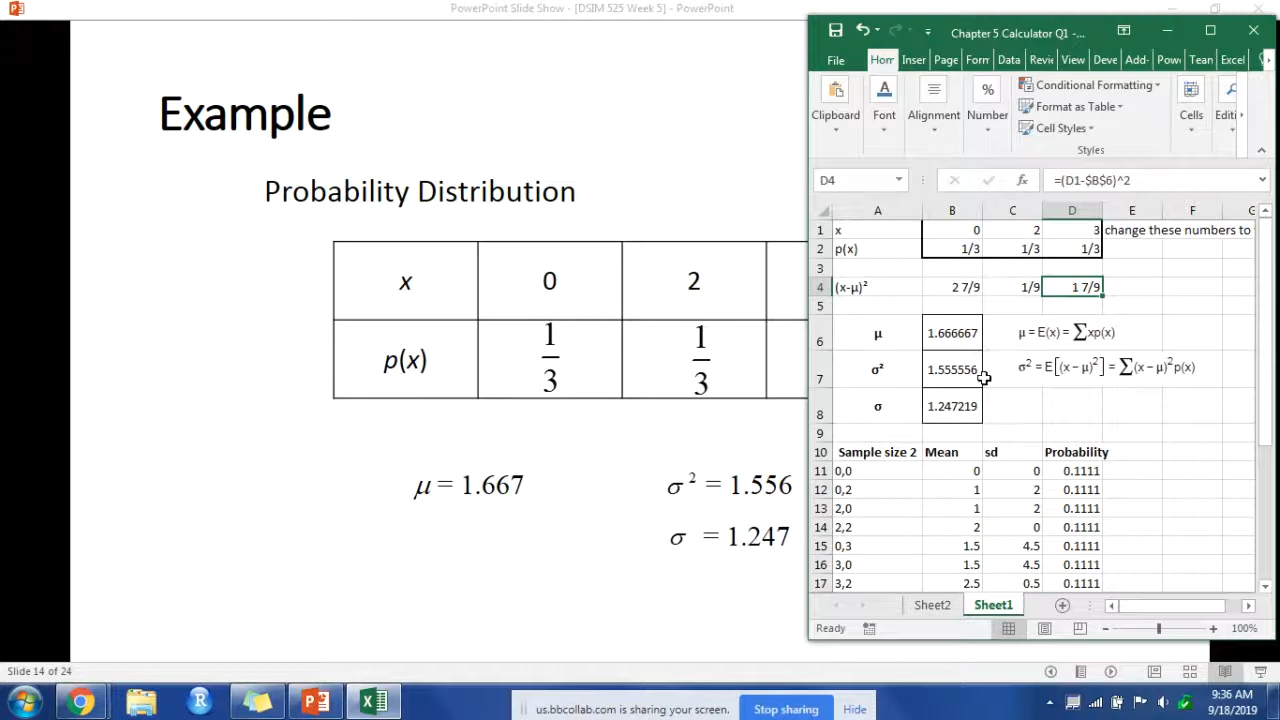 PowerPoint Slide Show - [DSIM 525 Week 5] - PowerPoint
Example
Probability Distribution
x 0 2
p(x) 1/3 1/3
μ = 1.667 σ² = 1.556
σ = 1.247
Chapter 5 Calculator Q1 -...
File Hom Inser Page Forn Data Revie View Deve Add- Powe Team Excel
Clipboard Font Alignment Number Conditional Formatting Format as Table Cell Styles Cells Editi
Styles
D4 fx =(D1-$B$6)^2
A B C D E F G
1 x 0 2 3 change these numbers to
2 p(x) 1/3 1/3 1/3
3
4 (x-μ)² 2 7/9 1/9 1 7/9
5
6 μ 1.666667 μ = E(x) = ∑xp(x)
7 σ² 1.555556 σ² = E[(x − μ)²] = ∑(x − μ)²p(x)
8 σ 1.247219
9
10 Sample size 2 Mean sd Probability
11 0,0 0 0 0.1111
12 0,2 1 2 0.1111
13 2,0 1 2 0.1111
14 2,2 2 0 0.1111
15 0,3 1.5 4.5 0.1111
16 3,0 1.5 4.5 0.1111
17 3,2 2.5 0.5 0.1111
Sheet2 Sheet1
Ready 100%
Slide 14 of 24
us.bbcollab.com is sharing your screen. Stop sharing Hide
9:36 AM
9/18/2019